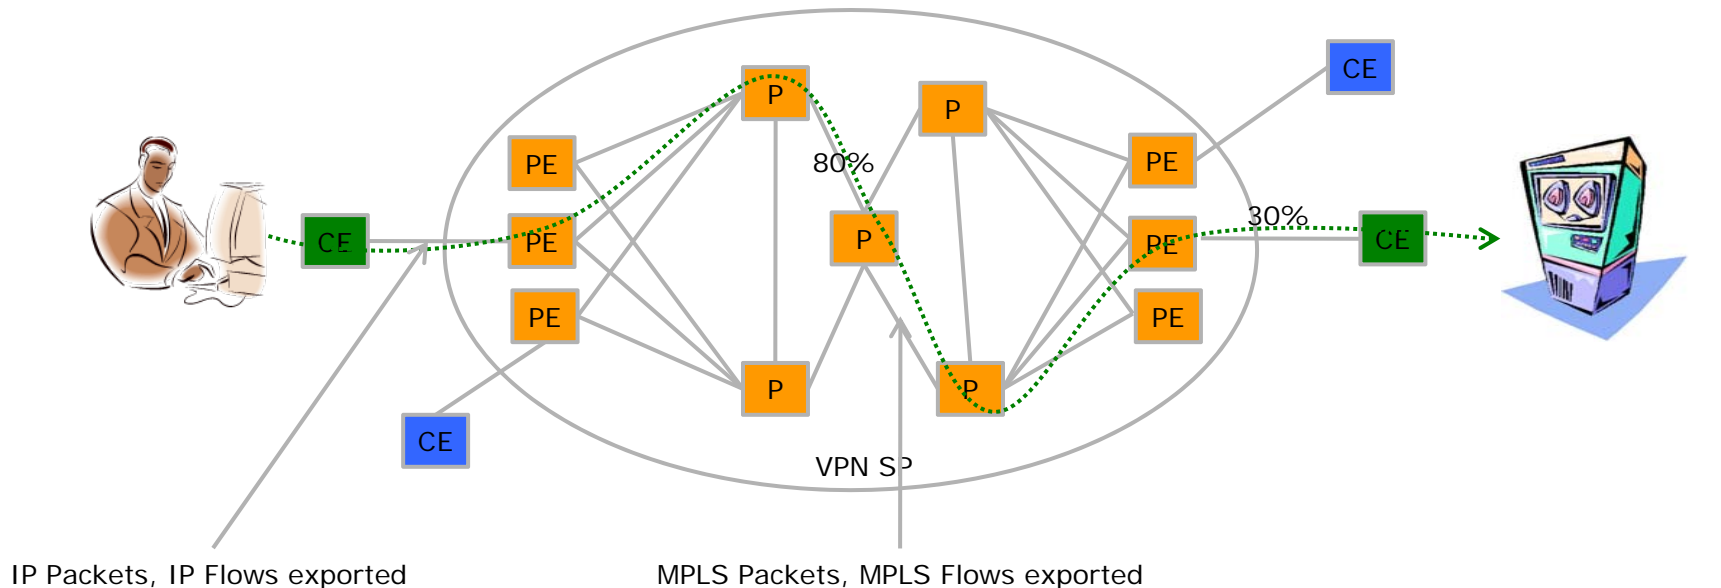 P
P
CE
PE
80%
PE
CE
PE
P
PE
30%
CE
PE
PE
P
P
CE
VPN SP
IP Packets, IP Flows exported
MPLS Packets, MPLS Flows exported